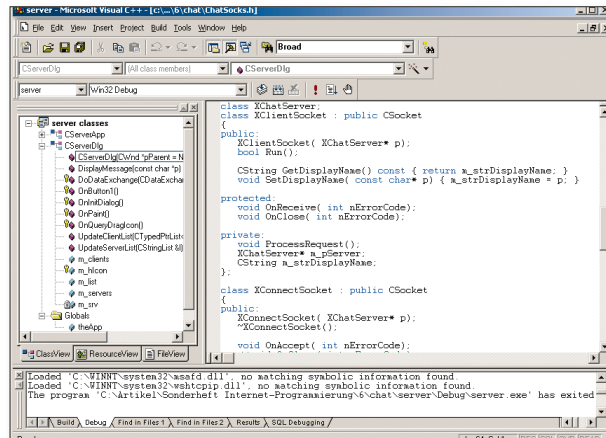 server - Microsoft Visual C++ - [c:\...\6\chat\ChatSocks.h]
File Edit View Insert Project Build Tools Window Help
Broad
CServerDlg (All class members) CServerDlg
server Win32 Debug
server classes
CServerApp
CServerDlg
CServerDlg(CWnd *pParent = N
DisplayMessage(const char *p)
DoDataExchange(CDataExchar
OnButton1()
OnInitDialog()
OnPaint()
OnQueryDragIcon()
UpdateClientList(CTypedPtrList<
UpdateServerList(CStringList &l)
m_clients
m_hIcon
m_list
m_servers
m_srv
Globals
theApp
ClassView ResourceView FileView
class XChatServer;
class XClientSocket : public CSocket
{
public:
XClientSocket( XChatServer* p);
bool Run();
CString GetDisplayName() const { return m_strDisplayName; }
void SetDisplayName( const char* p) { m_strDisplayName = p; }
protected:
void OnReceive( int nErrorCode);
void OnClose( int nErrorCode);
private:
void ProcessRequest();
XChatServer* m_pServer;
CString m_strDisplayName;
};
class XConnectSocket : public CSocket
{
public:
XConnectSocket( XChatServer* p);
~XConnectSocket();
void OnAccept( int nErrorCode);
Loaded 'C:\WINNT\system32\msafd.dll', no matching symbolic information found.
Loaded 'C:\WINNT\system32\wshtcpip.dll', no matching symbolic information found.
The program 'C:\Artikel\Sonderheft Internet-Programmierung\6\chat\server\Debug\server.exe' has exited
Build Debug Find in Files 1 Find in Files 2 Results SQL Debugging